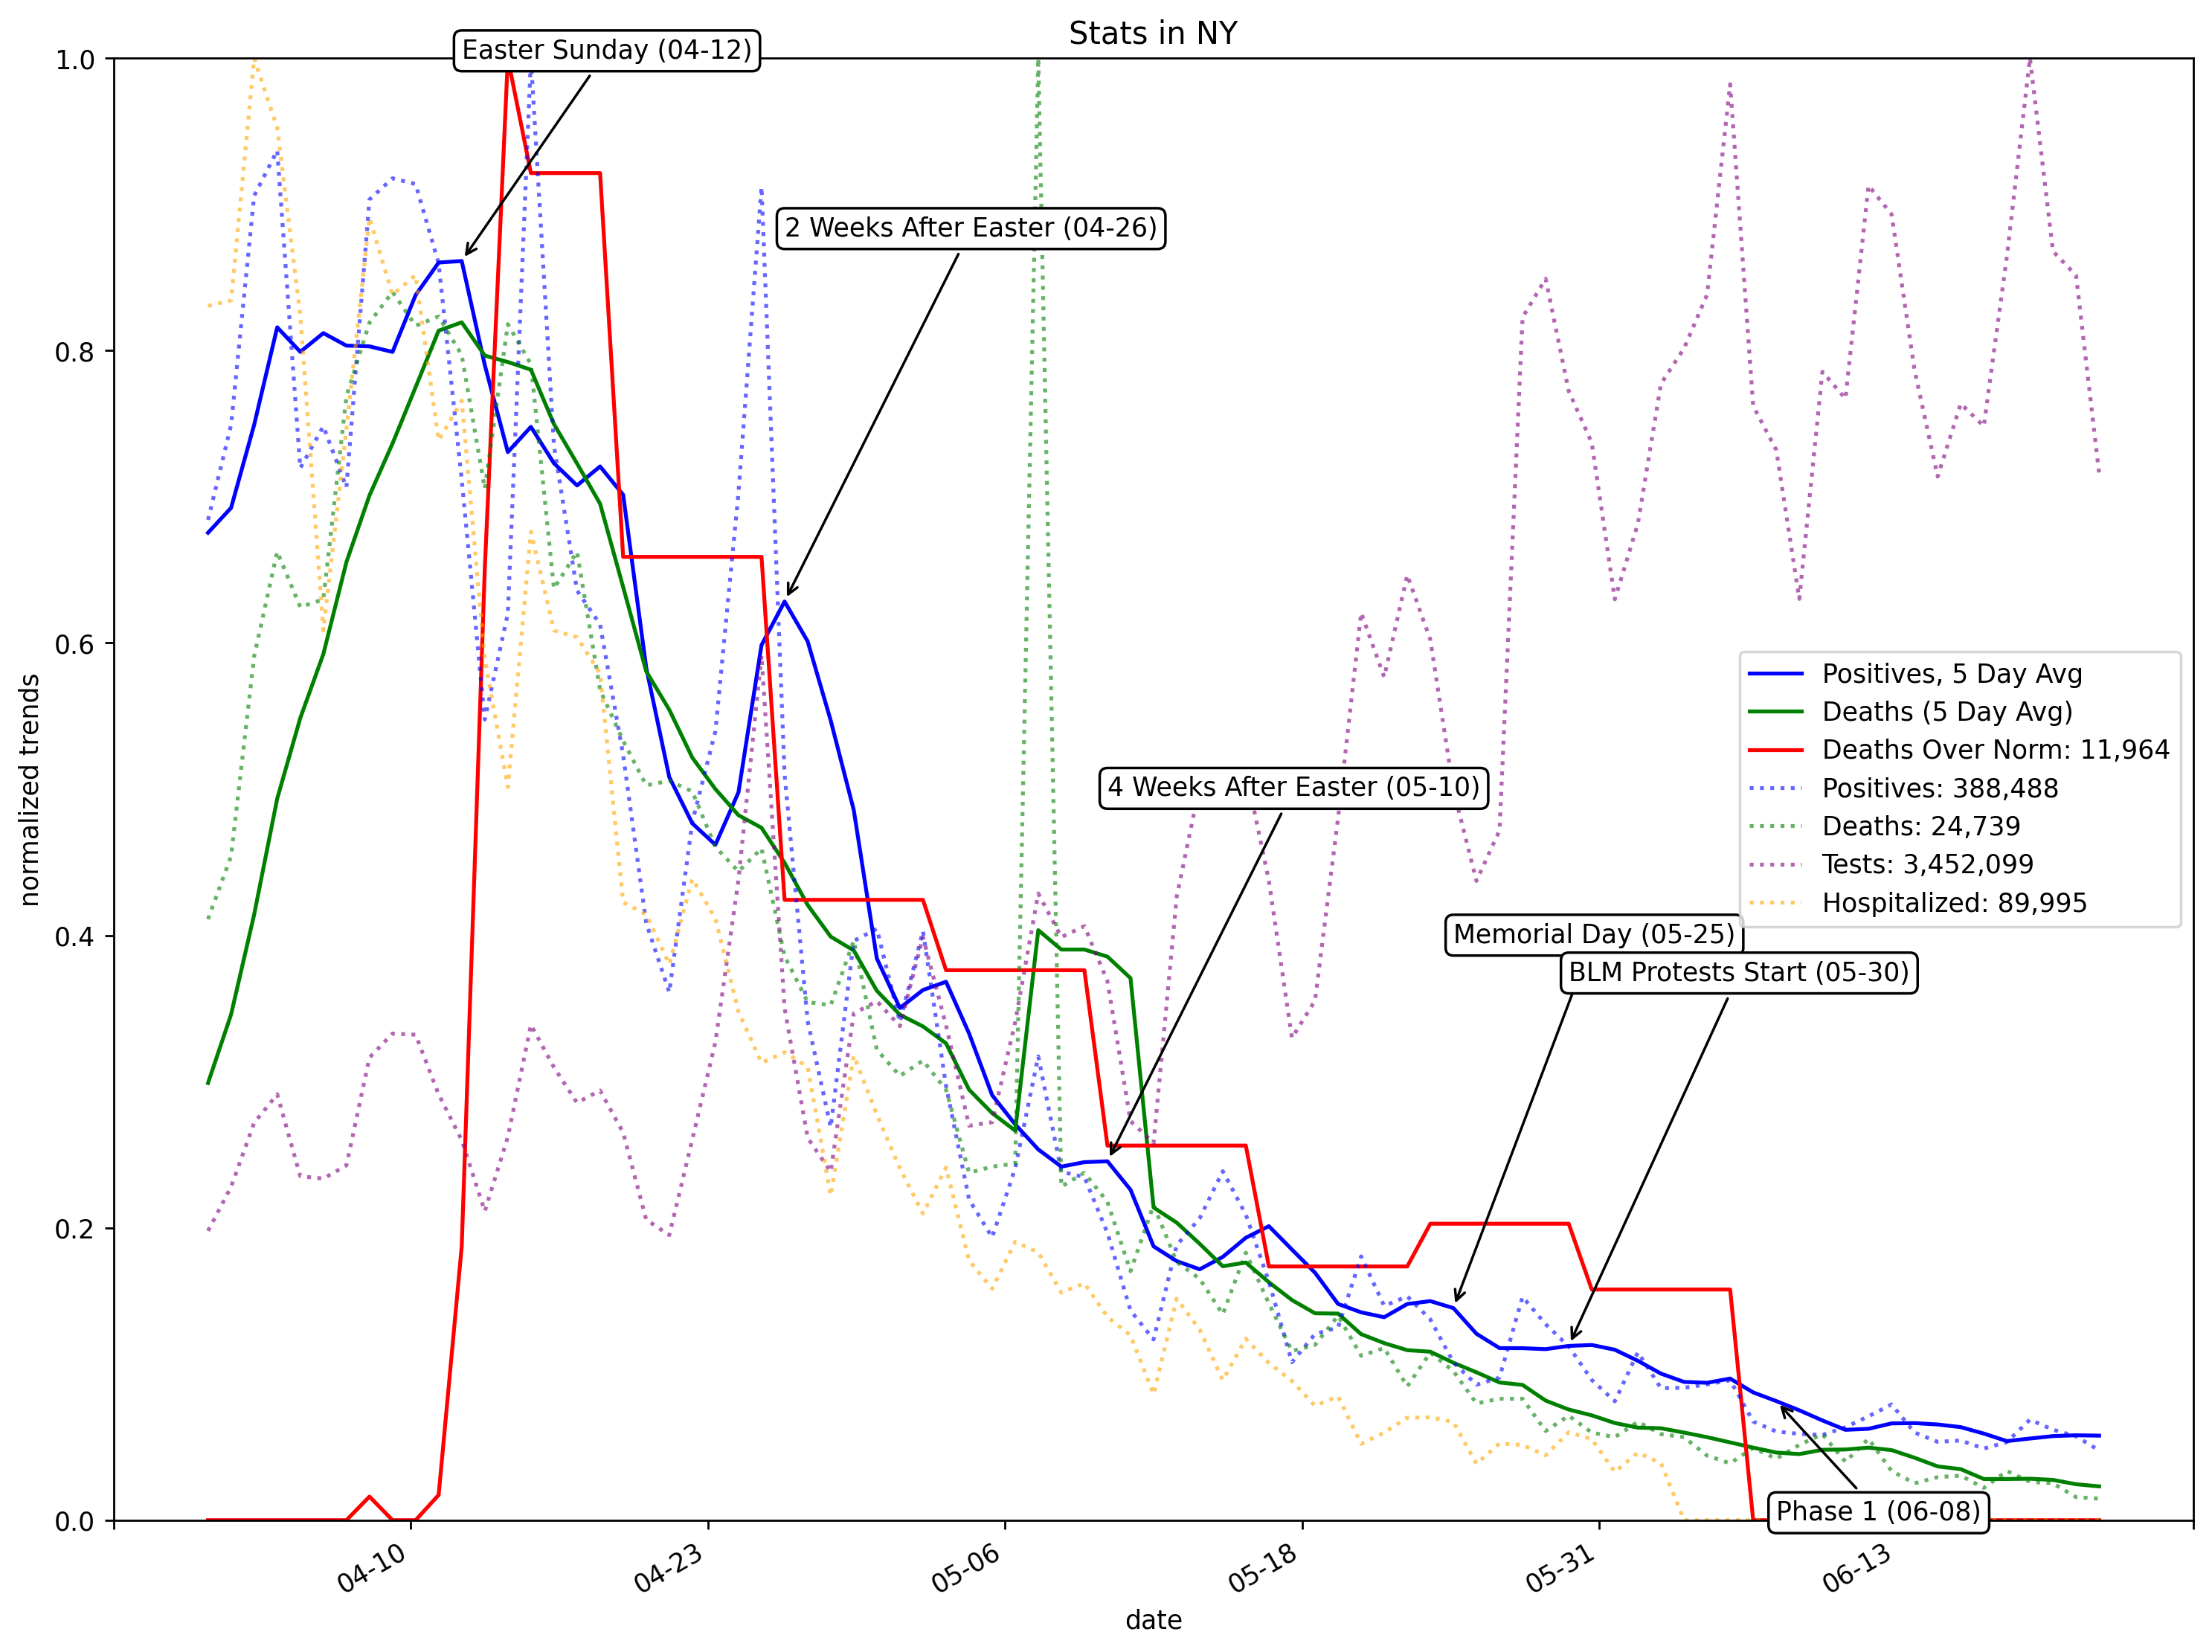 Stats in NY
Easter Sunday (04-12)
2 Weeks After Easter (04-26)
4 Weeks After Easter (05-10)
Memorial Day (05-25)
BLM Protests Start (05-30)
Phase 1 (06-08)
Positives, 5 Day Avg
Deaths (5 Day Avg)
Deaths Over Norm: 11,964
Positives: 388,488
Deaths: 24,739
Tests: 3,452,099
Hospitalized: 89,995
normalized trends
1.0
0.8
0.6
0.4
0.2
0.0
04-10
04-23
05-06
05-18
05-31
06-13
date